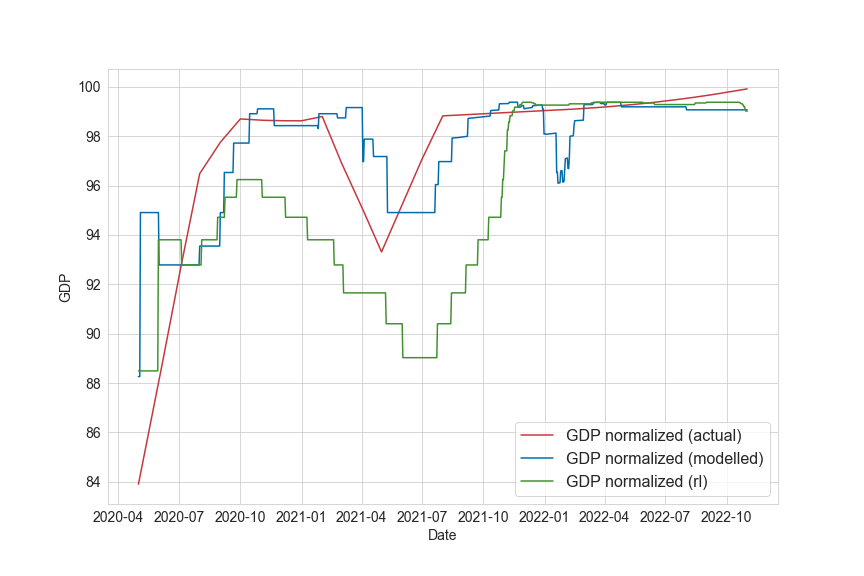 100
98
96
94
92
90
88
86
84
GDP
GDP normalized (actual)
GDP normalized (modelled)
GDP normalized (rl)
2020-04 2020-07 2020-10 2021-01 2021-04 2021-07 2021-10 2022-01 2022-04 2022-07 2022-10
Date